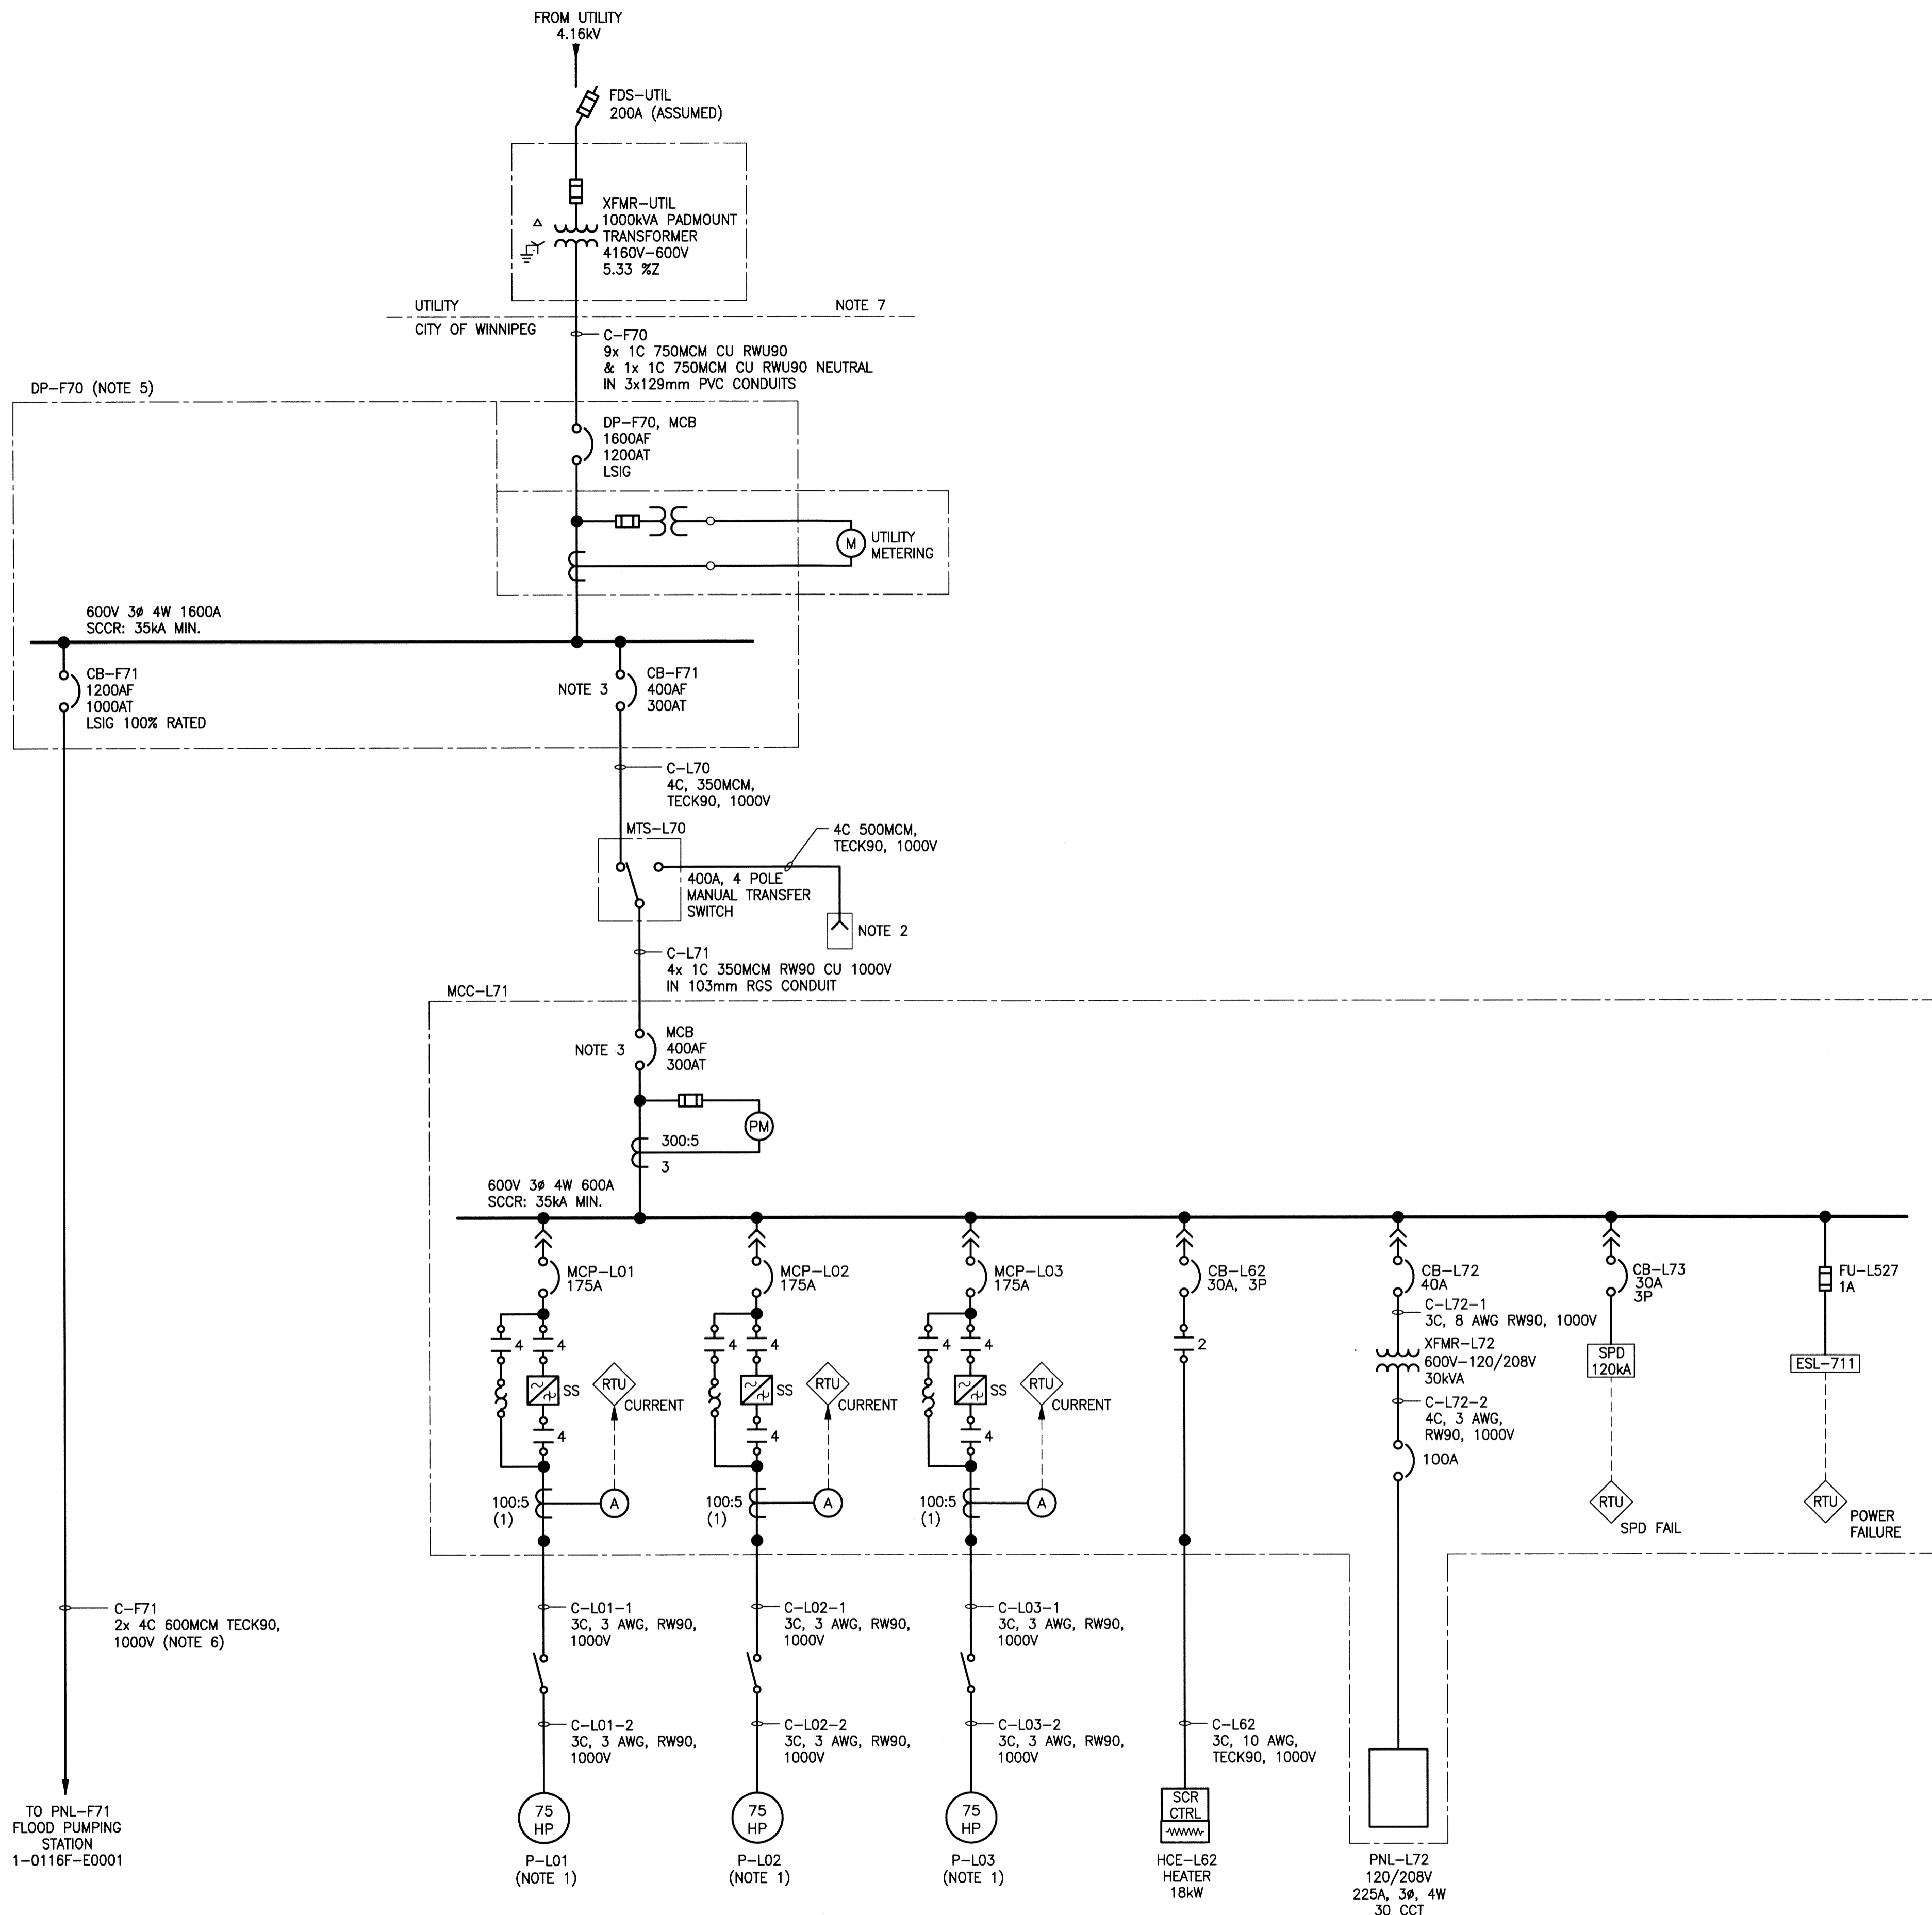 FROM UTILITY
4.16kV
FDS-UTIL
200A (ASSUMED)
XFMR-UTIL
1000kVA PADMOUNT
TRANSFORMER
4160V-600V
5.33 %Z
UTILITY
NOTE 7
CITY OF WINNIPEG
C-F70
9x 1C 750MCM CU RWU90
& 1x 1C 750MCM CU RWU90 NEUTRAL
IN 3x129mm PVC CONDUITS
DP-F70 (NOTE 5)
DP-F70, MCB
1600AF
1200AT
LSIG
M
UTILITY
METERING
600V 3ø 4W 1600A
SCCR: 35kA MIN.
CB-F71
1200AF
1000AT
LSIG 100% RATED
NOTE 3
CB-F71
400AF
300AT
C-L70
4C, 350MCM,
TECK90, 1000V
MTS-L70
4C 500MCM,
TECK90, 1000V
400A, 4 POLE
MANUAL TRANSFER
SWITCH
NOTE 2
C-L71
4x 1C 350MCM RW90 CU 1000V
IN 103mm RGS CONDUIT
MCC-L71
NOTE 3
MCB
400AF
300AT
PM
300:5
3
600V 3ø 4W 600A
SCCR: 35kA MIN.
MCP-L01
175A
4
4
SS
RTU
CURRENT
4
100:5
(1)
A
MCP-L02
175A
4
4
SS
RTU
CURRENT
4
100:5
(1)
A
MCP-L03
175A
4
4
SS
RTU
CURRENT
4
100:5
(1)
A
CB-L62
30A, 3P
2
CB-L72
40A
C-L72-1
3C, 8 AWG RW90, 1000V
XFMR-L72
600V-120/208V
30kVA
C-L72-2
4C, 3 AWG,
RW90, 1000V
100A
CB-L73
30A
3P
SPD
120kA
RTU
SPD FAIL
FU-L527
1A
ESL-711
RTU
POWER
FAILURE
C-F71
2x 4C 600MCM TECK90,
1000V (NOTE 6)
C-L01-1
3C, 3 AWG, RW90,
1000V
C-L02-1
3C, 3 AWG, RW90,
1000V
C-L03-1
3C, 3 AWG, RW90,
1000V
C-L01-2
3C, 3 AWG, RW90,
1000V
C-L02-2
3C, 3 AWG, RW90,
1000V
C-L03-2
3C, 3 AWG, RW90,
1000V
C-L62
3C, 10 AWG,
TECK90, 1000V
TO PNL-F71
FLOOD PUMPING
STATION
1-0116F-E0001
75
HP
P-L01
(NOTE 1)
75
HP
P-L02
(NOTE 1)
75
HP
P-L03
(NOTE 1)
SCR
CTRL
HCE-L62
HEATER
18kW
PNL-L72
120/208V
225A, 3ø, 4W
30 CCT